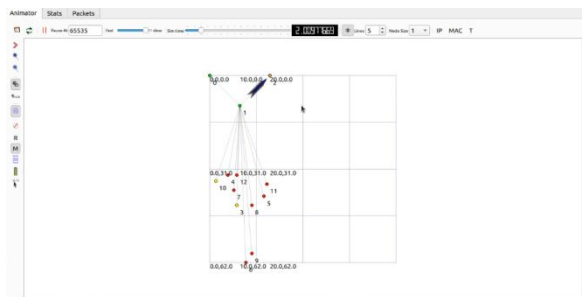 Animator Stats Packets
Pause At 65535 fast slow Sim time 2.0091669 Lines 5 Node Size 1 IP MAC T
R
M
0.0,0.0 10.0,0.0 20.0,0.0
0 2
1
0.0,31.0 10.0,31.0 20.0,31.0
4 12
10 11
7
5
3 6
9
0.0,62.0 10.0,62.0 20.0,62.0
8